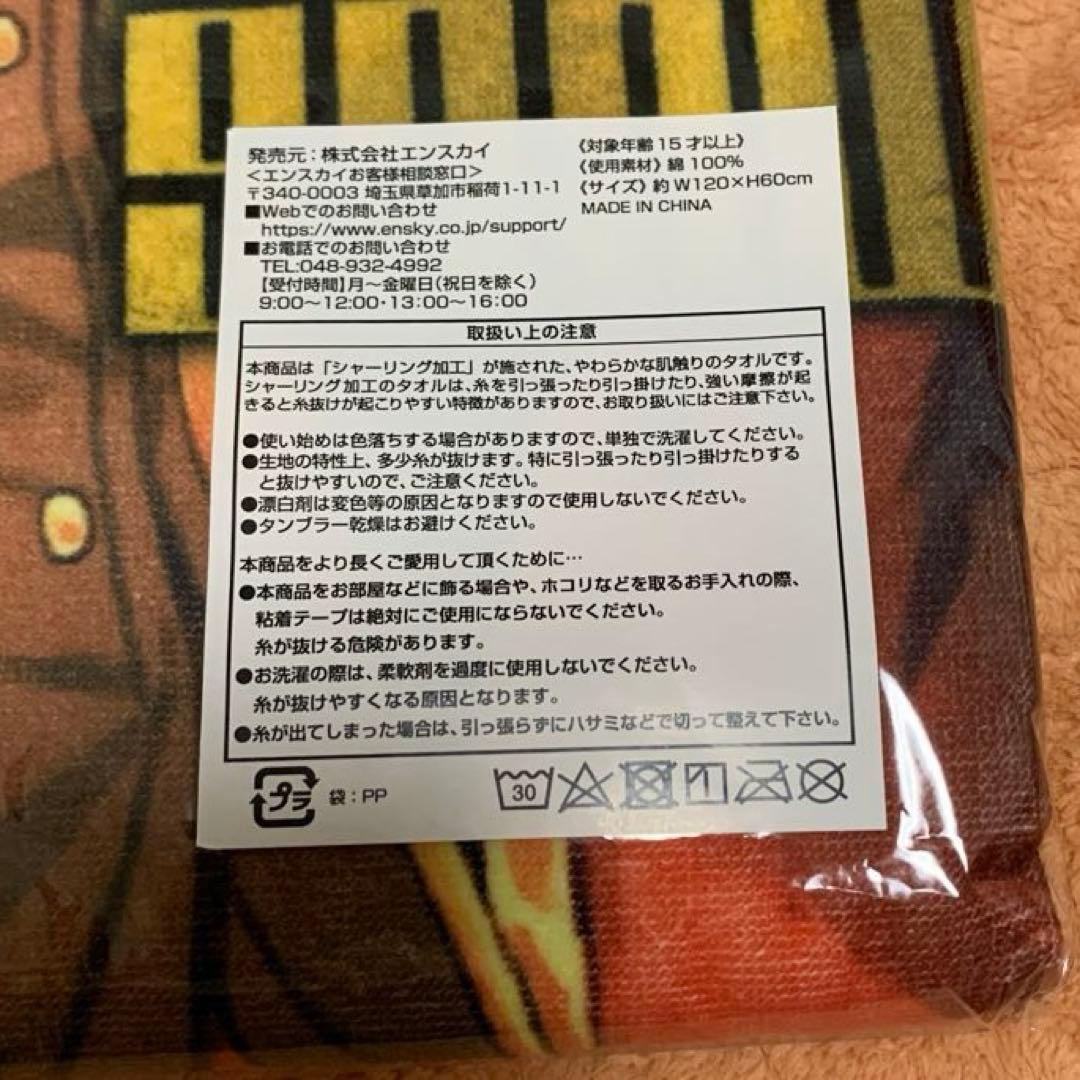 発売元:株式会社エンスカイ
<エンスカイお客様相談窓口>
〒340-0003 埼玉県草加市稲荷1-11-1
■Webでのお問い合わせ
https://www.ensky.co.jp/support/
■お電話でのお問い合わせ
TEL:048-932-4992
【受付時間】月～金曜日(祝日を除く)
9:00～12:00・13:00～16:00
《対象年齢15才以上》
《使用素材》綿100%
《サイズ》約W120×H60cm
MADE IN CHINA
取扱い上の注意
本商品は「シャーリング加工」が施された、やわらかな肌触りのタオルです。
シャーリング加工のタオルは、糸を引っ張ったり引っ掛けたり、強い摩擦が起
きると糸抜けが起こりやすい特徴がありますので、お取り扱いにはご注意下さい。
●使い始めは色落ちする場合がありますので、単独で洗濯してください。
●生地の特性上、多少糸が抜けます。特に引っ張ったり引っ掛けたりする
と抜けやすいので、ご注意ください。
●漂白剤は変色等の原因となりますので使用しないでください。
●タンブラー乾燥はお避けください。
本商品をより長くご愛用して頂くために…
●本商品をお部屋などに飾る場合や、ホコリなどを取るお手入れの際、
粘着テープは絶対にご使用にならないでください。
糸が抜ける危険があります。
●お洗濯の際は、柔軟剤を過度に使用しないでください。
糸が抜けやすくなる原因となります。
●糸が出てしまった場合は、引っ張らずにハサミなどで切って整えて下さい。
プラ 袋:PP 30